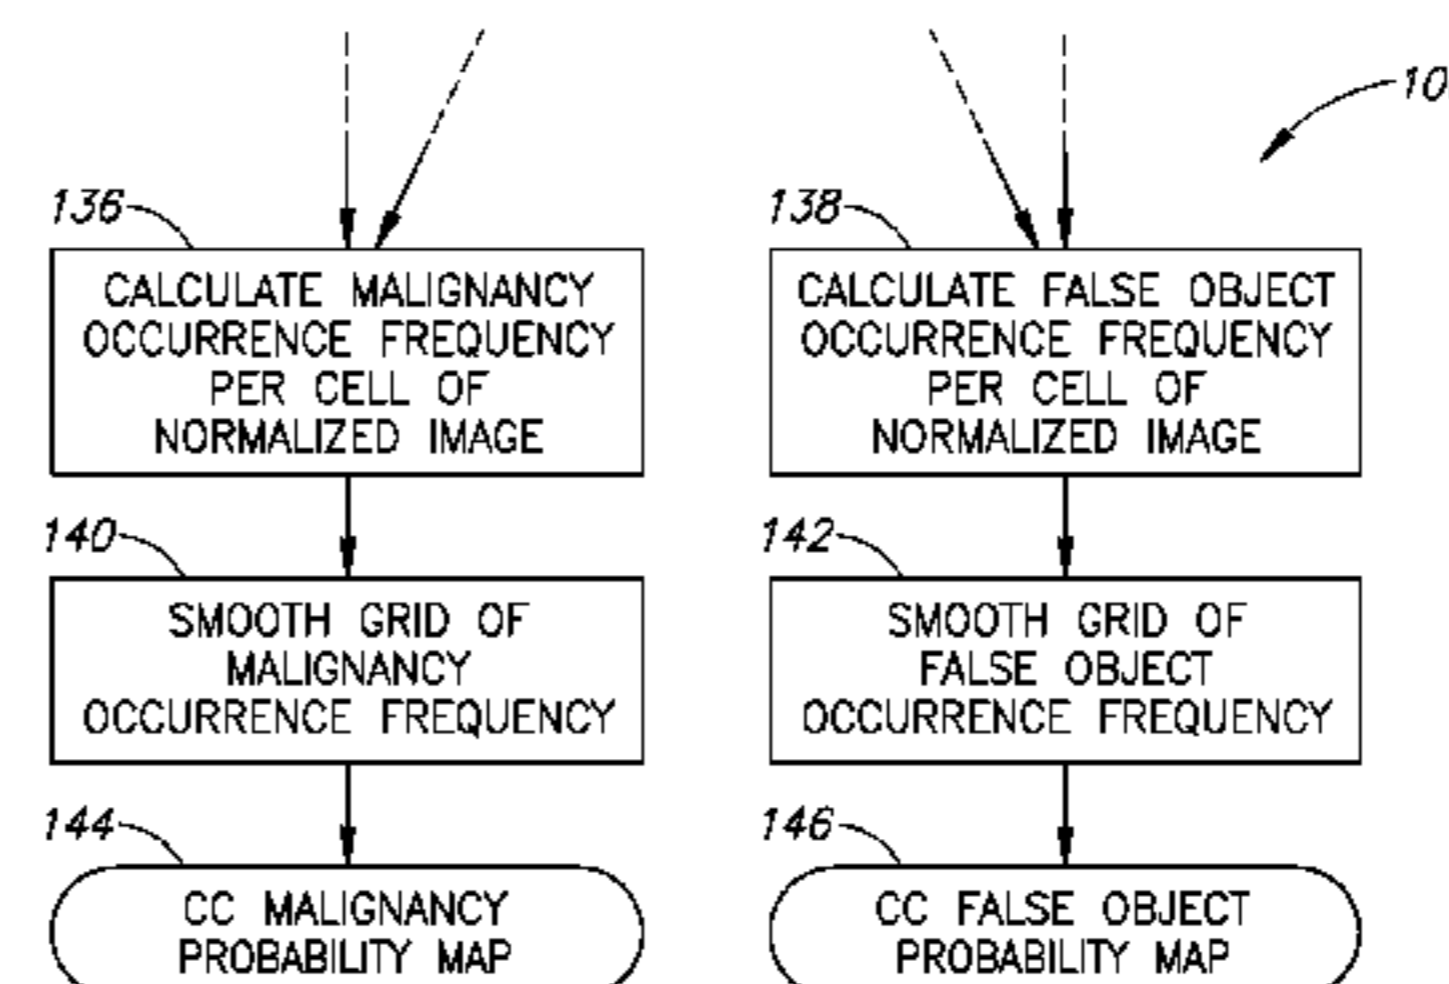 136
CALCULATE MALIGNANCY
OCCURRENCE FREQUENCY
PER CELL OF
NORMALIZED IMAGE
140
SMOOTH GRID OF
MALIGNANCY
OCCURRENCE FREQUENCY
144
CC MALIGNANCY
PROBABILITY MAP
138
CALCULATE FALSE OBJECT
OCCURRENCE FREQUENCY
PER CELL OF
NORMALIZED IMAGE
142
SMOOTH GRID OF
FALSE OBJECT
OCCURRENCE FREQUENCY
146
CC FALSE OBJECT
PROBABILITY MAP